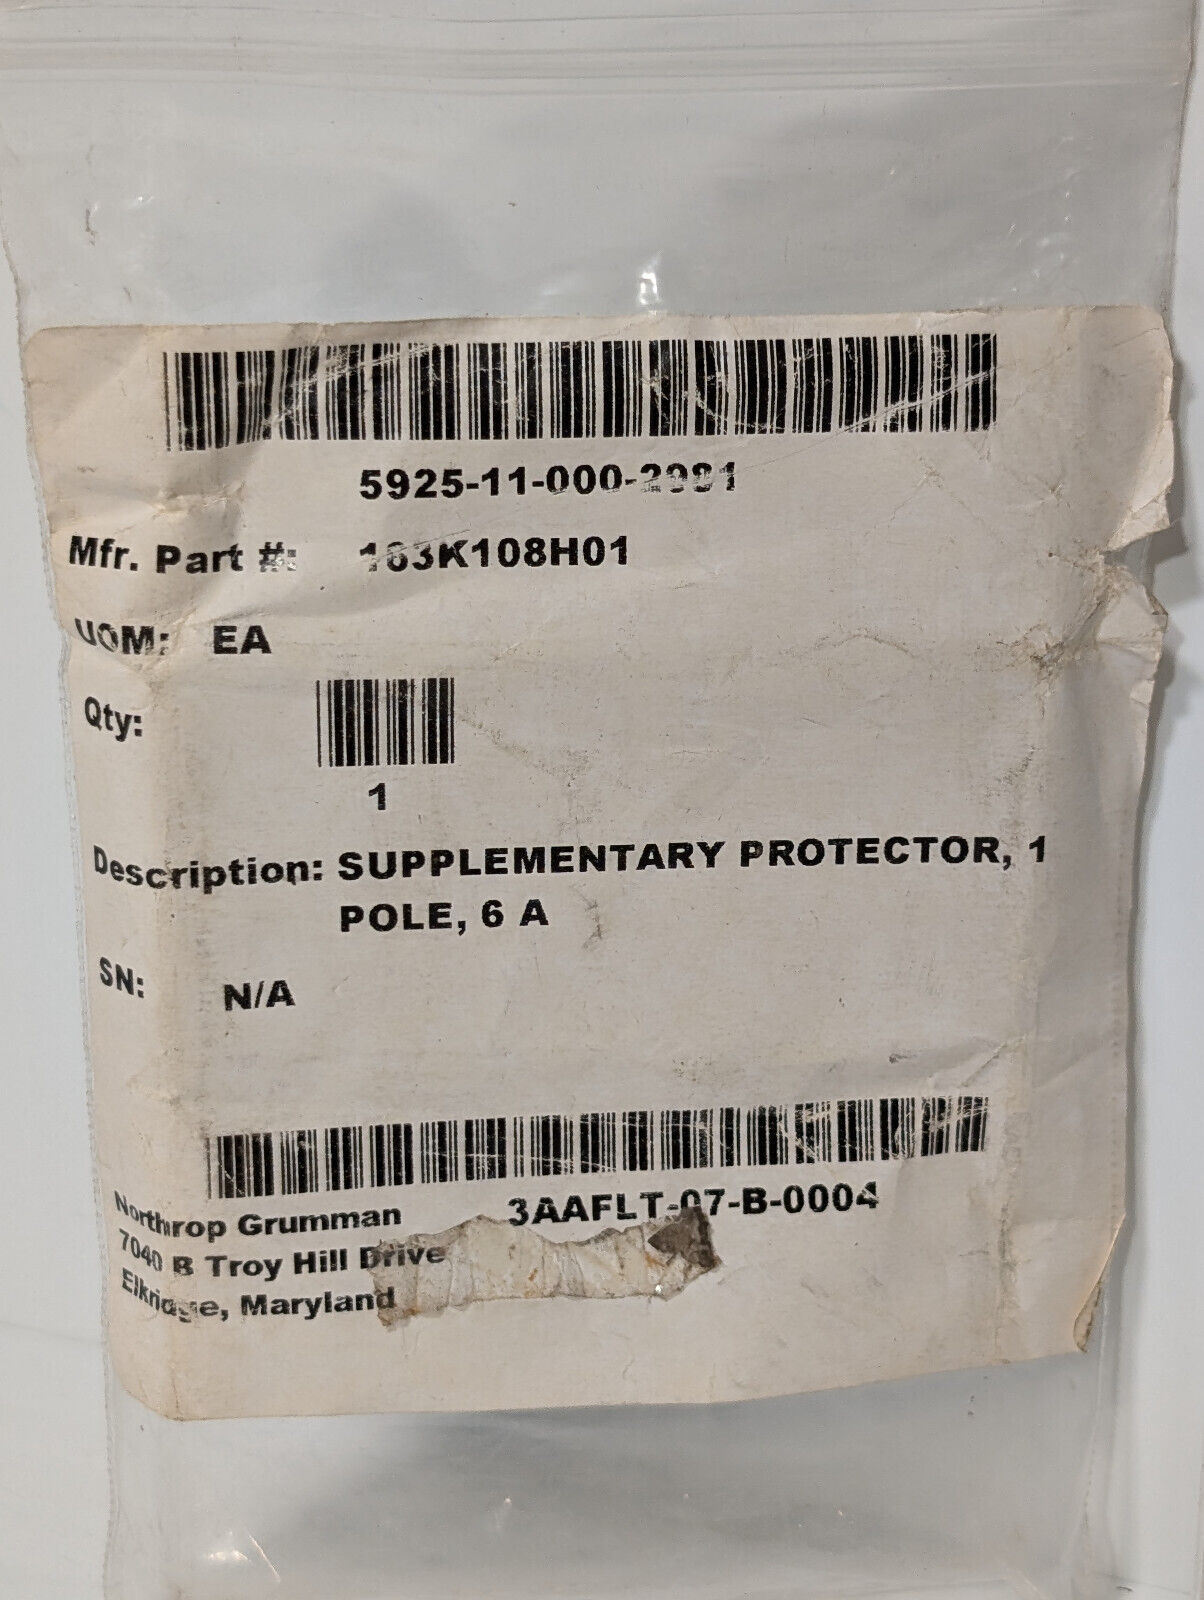 5925-11-000-2981
Mfr. Part #: 163K108H01
UOM: EA
Qty:
1
Description: SUPPLEMENTARY PROTECTOR, 1
POLE, 6 A
SN: N/A
3AAFLT-07-B-0004
Northrop Grumman
7040 B Troy Hill Drive
Elkridge, Maryland